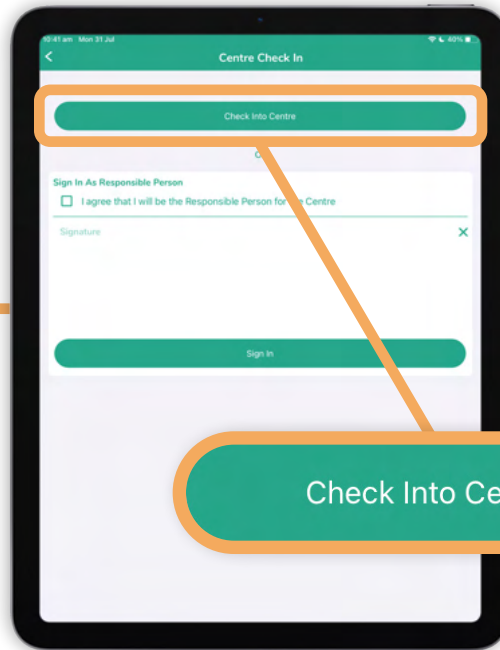 10:41 am Mon 31 Jul
40%
Centre Check In
Check Into Centre
Sign In As Responsible Person
I agree that I will be the Responsible Person for Centre
Signature
Sign In
Check Into Ce